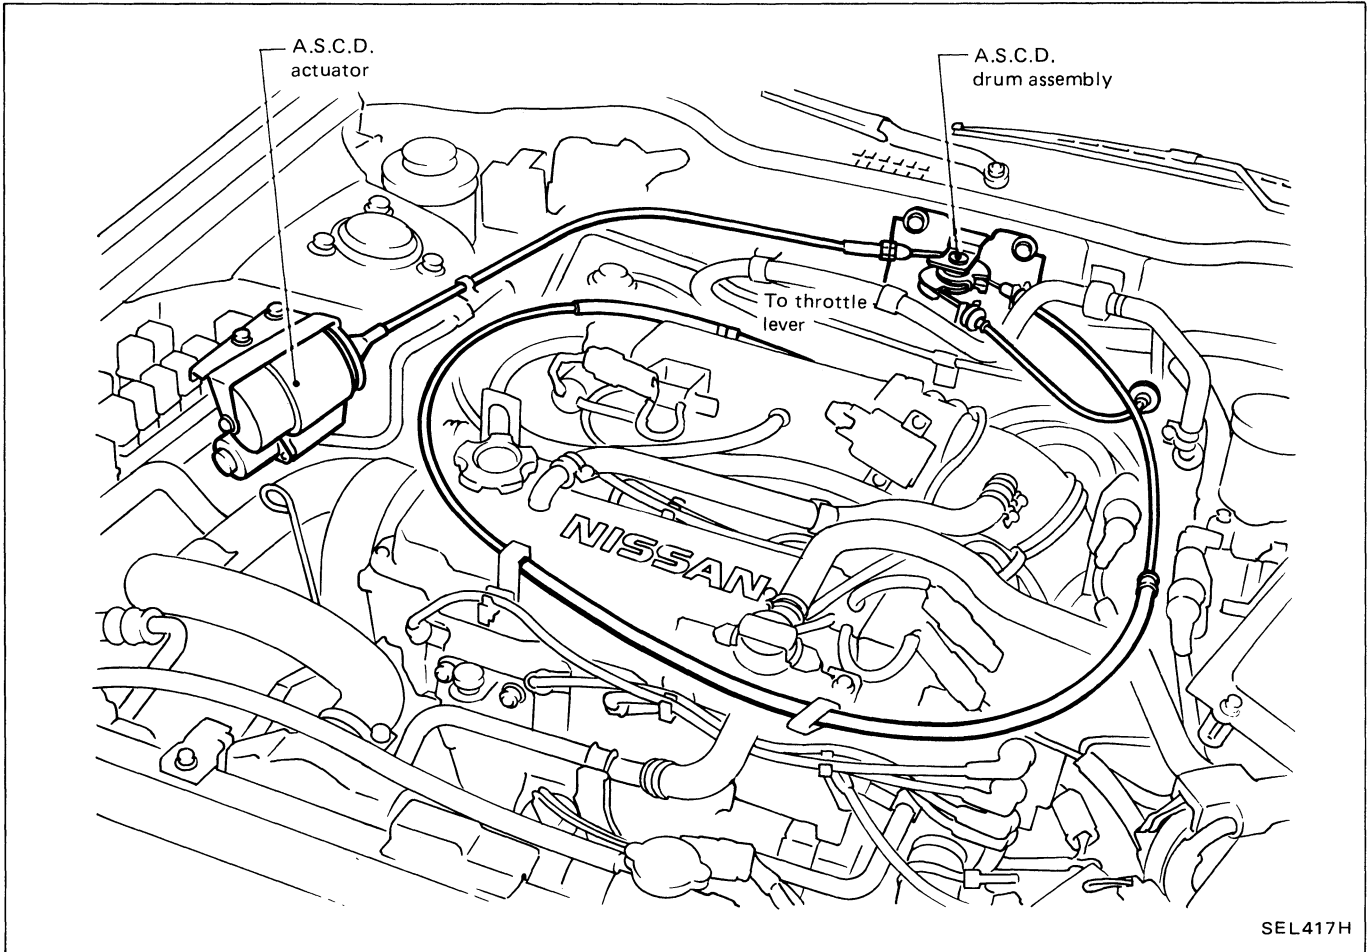 A.S.C.D.
actuator
A.S.C.D.
drum assembly
To throttle
lever
NISSAN
SEL417H